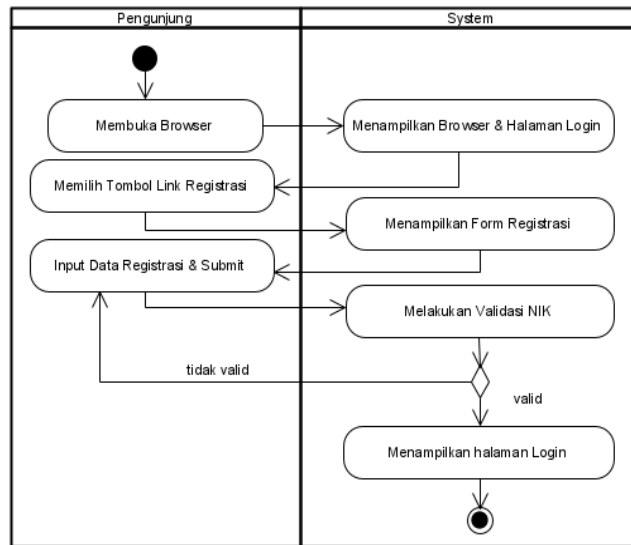 Pengunjung
System
Membuka Browser
Menampilkan Browser & Halaman Login
Memilih Tombol Link Registrasi
Menampilkan Form Registrasi
Input Data Registrasi & Submit
Melakukan Validasi NIK
tidak valid
valid
Menampilkan halaman Login